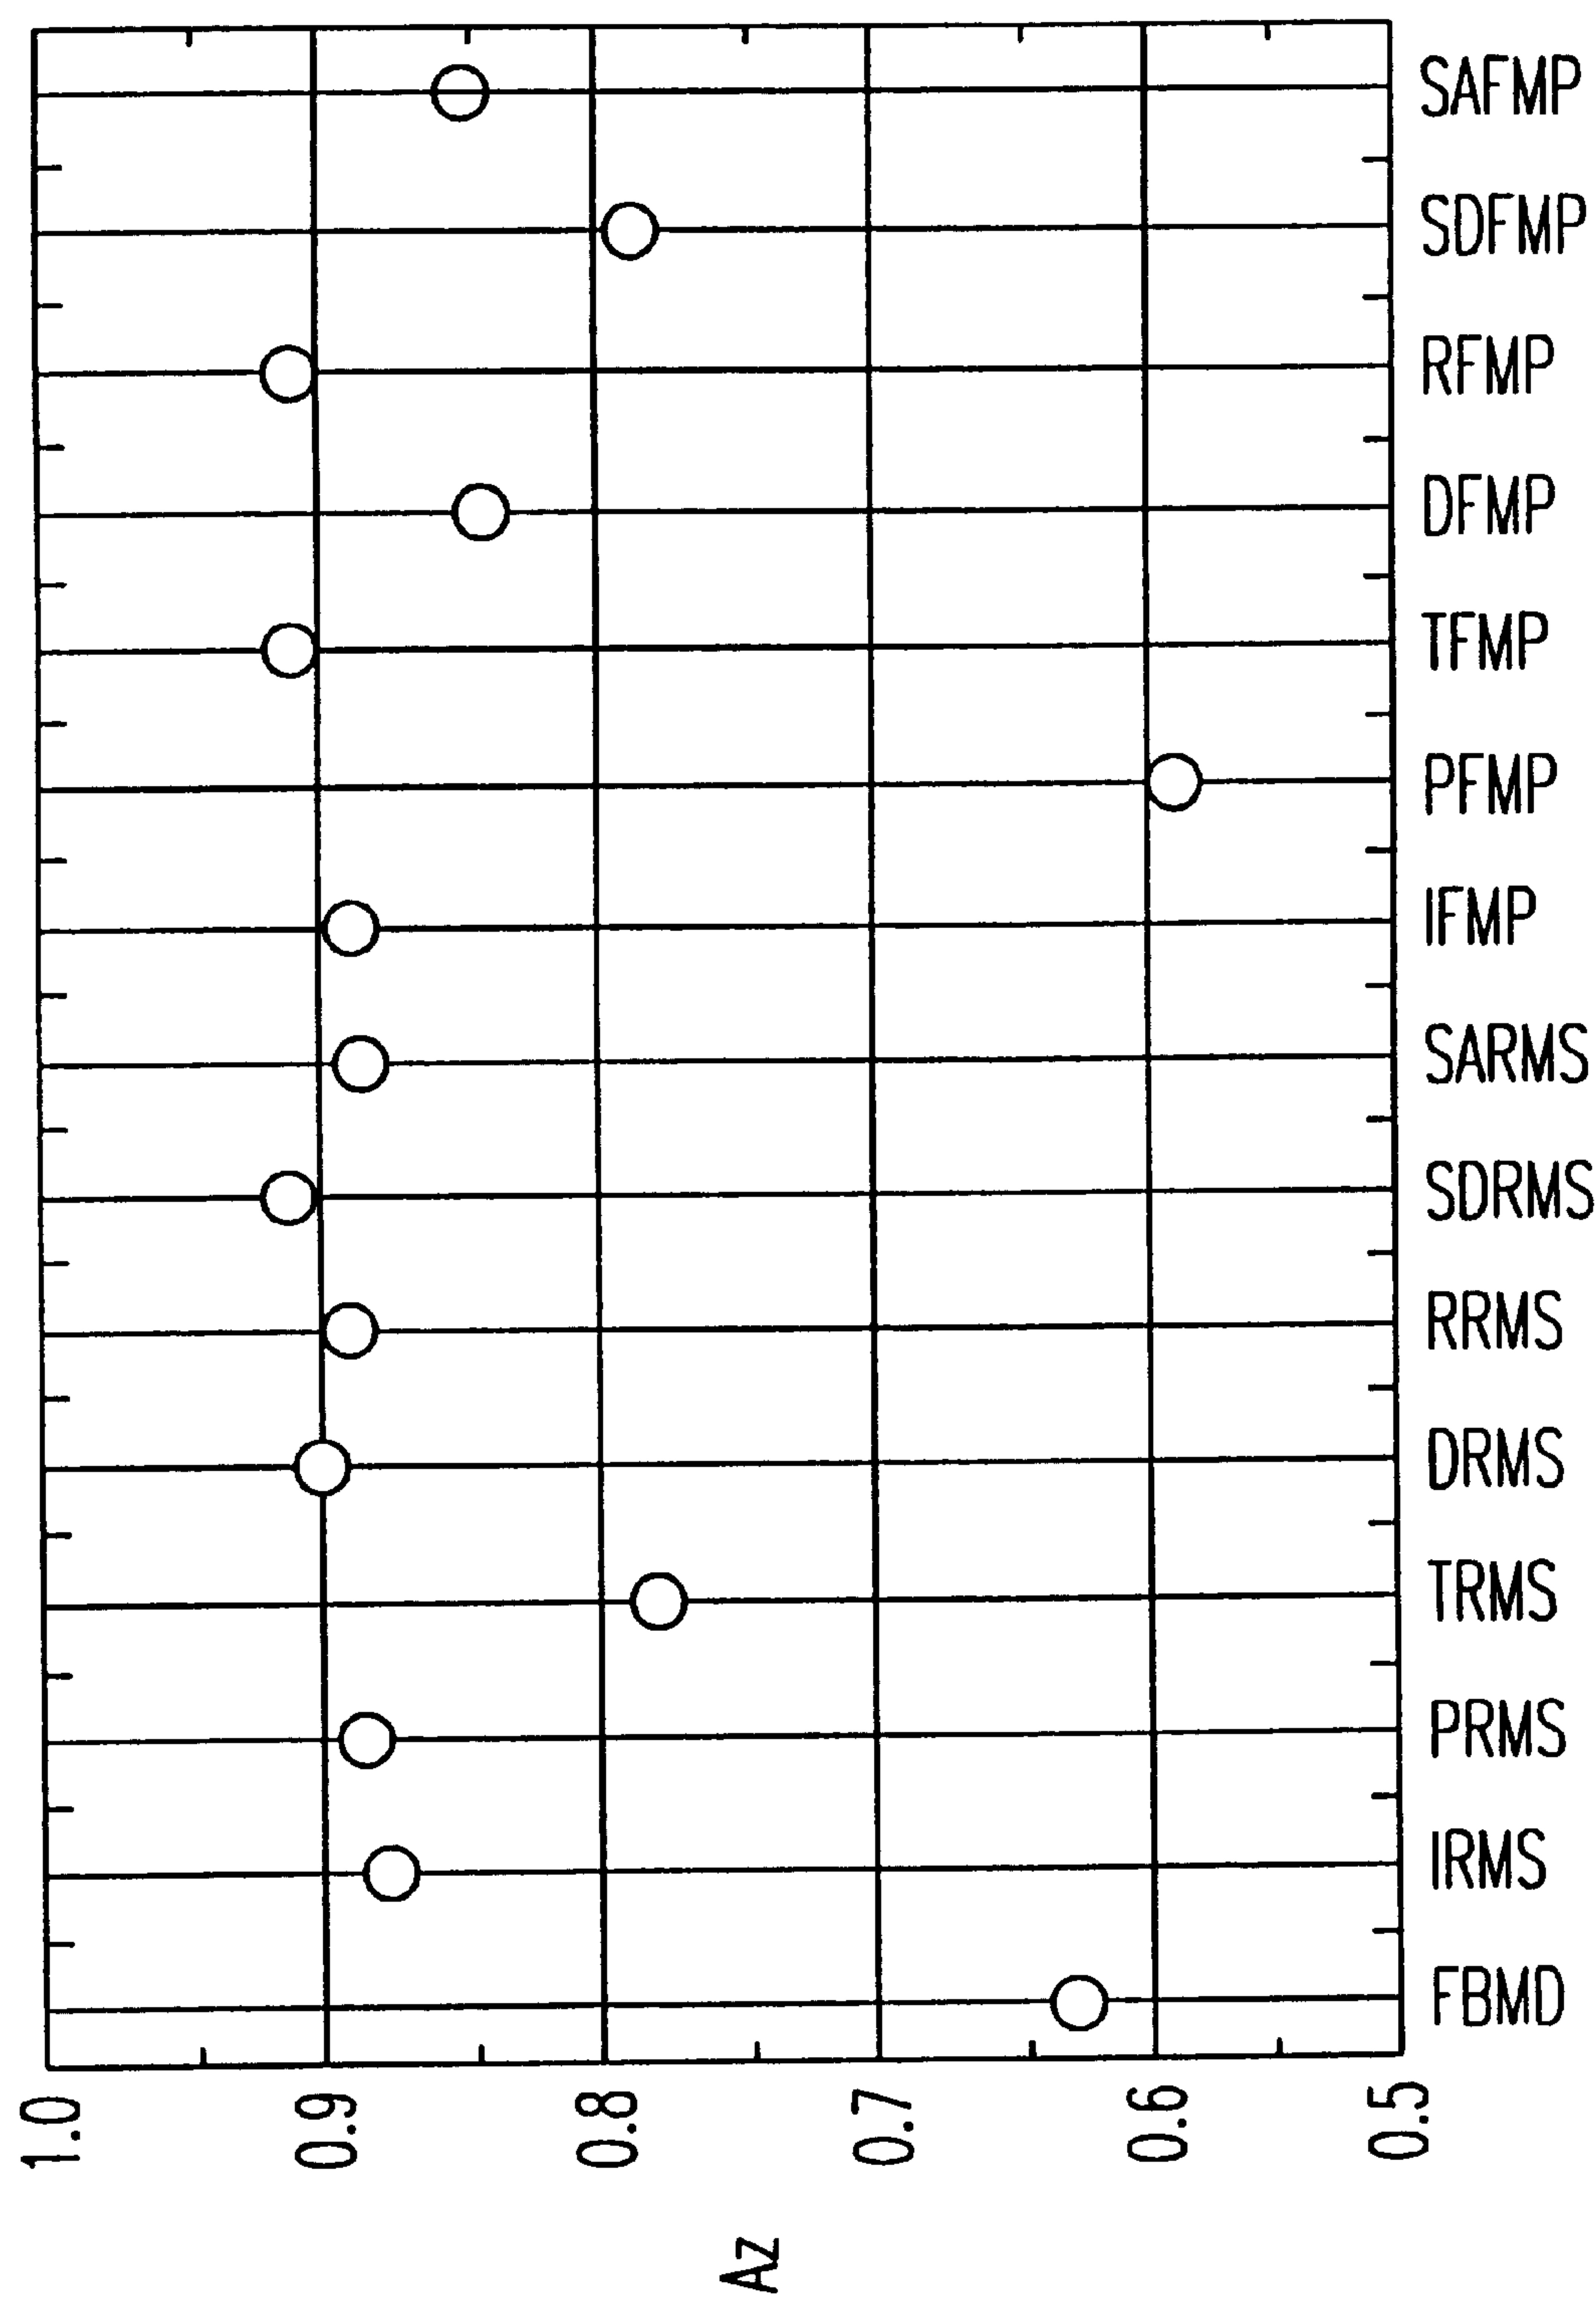 Az
1.0
0.9
0.8
0.7
0.6
0.5
FBMD
IRMS
PRMS
TRMS
DRMS
RRMS
SDRMS
SARMS
IFMP
PFMP
TFMP
DFMP
RFMP
SDFMP
SAFMP